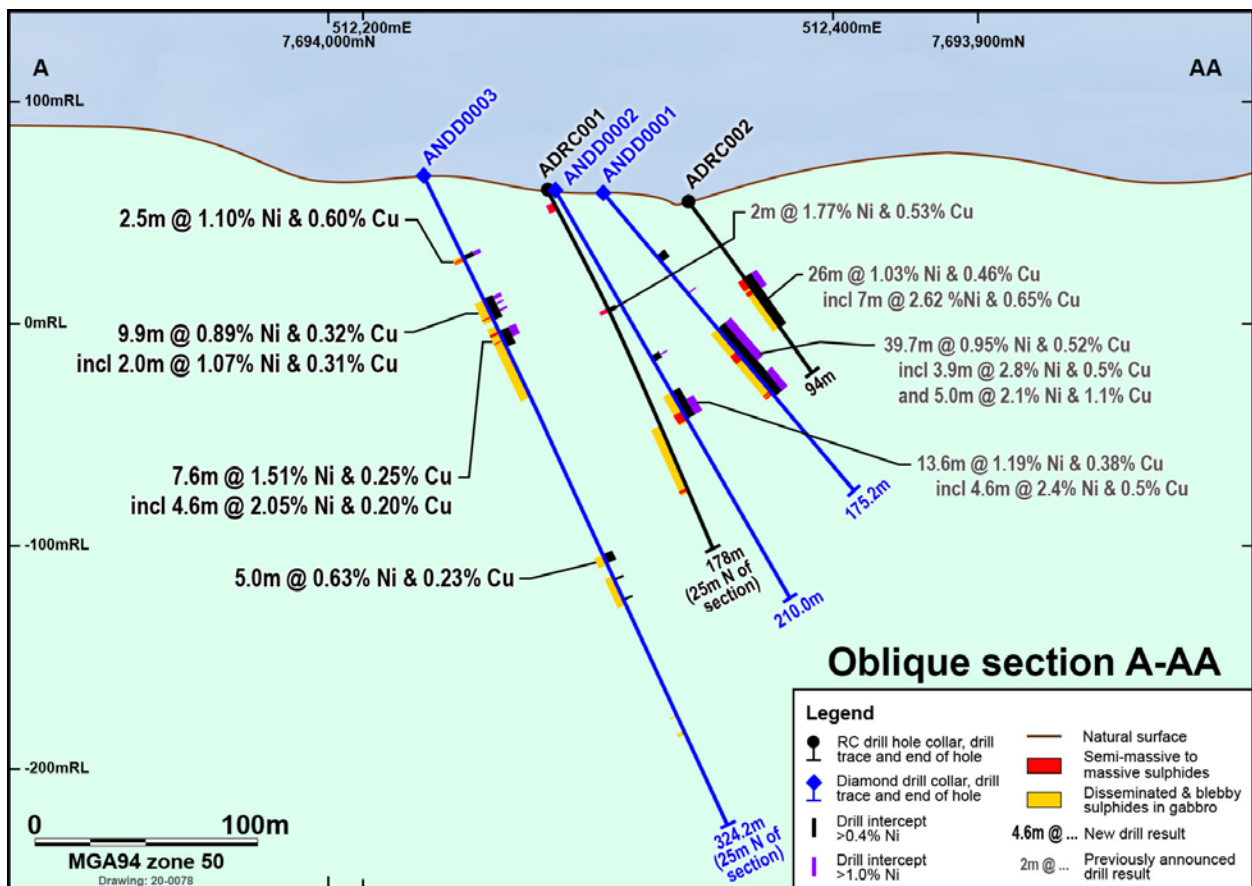 512,200mE
7,694,000mN
512,400mE
7,693,900mN
A
AA
100mRL
0mRL
-100mRL
-200mRL
ANDD0003
ADRC001
ANDD0002
ANDD0001
ADRC002
2.5m @ 1.10% Ni & 0.60% Cu
9.9m @ 0.89% Ni & 0.32% Cu
incl 2.0m @ 1.07% Ni & 0.31% Cu
7.6m @ 1.51% Ni & 0.25% Cu
incl 4.6m @ 2.05% Ni & 0.20% Cu
5.0m @ 0.63% Ni & 0.23% Cu
2m @ 1.77% Ni & 0.53% Cu
26m @ 1.03% Ni & 0.46% Cu
incl 7m @ 2.62 %Ni & 0.65% Cu
39.7m @ 0.95% Ni & 0.52% Cu
incl 3.9m @ 2.8% Ni & 0.5% Cu
and 5.0m @ 2.1% Ni & 1.1% Cu
13.6m @ 1.19% Ni & 0.38% Cu
incl 4.6m @ 2.4% Ni & 0.5% Cu
94m
175.2m
178m
(25m N of
section)
210.0m
324.2m
(25m N of
section)
Oblique section A-AA
Legend
RC drill hole collar, drill
trace and end of hole
Diamond drill collar, drill
trace and end of hole
Drill intercept
>0.4% Ni
Drill intercept
>1.0% Ni
Natural surface
Semi-massive to
massive sulphides
Disseminated & blebby
sulphides in gabbro
4.6m @ ... New drill result
2m @ ... Previously announced
drill result
0 100m
MGA94 zone 50
Drawing: 20-0078